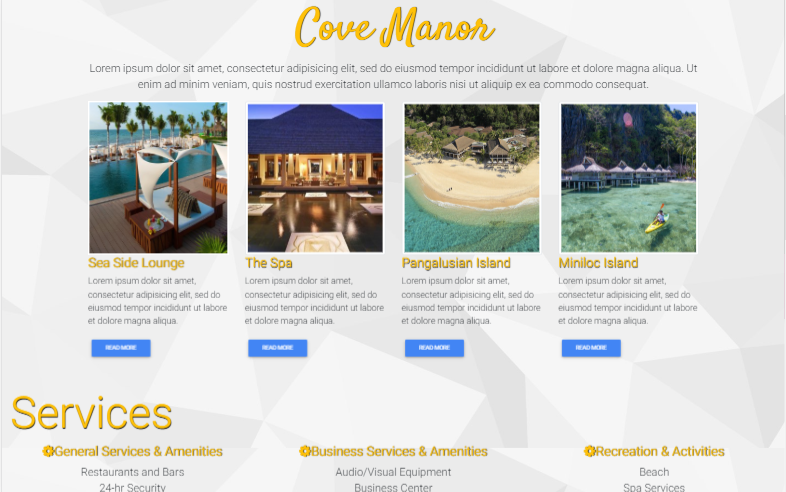 Cove Manor
Lorem ipsum dolor sit amet, consectetur adipisicing elit, sed do eiusmod tempor incididunt ut labore et dolore magna aliqua. Ut
enim ad minim veniam, quis nostrud exercitation ullamco laboris nisi ut aliquip ex ea commodo consequat.
Sea Side Lounge
Lorem ipsum dolor sit amet,
consectetur adipisicing elit, sed do
eiusmod tempor incididunt ut labore
et dolore magna aliqua.
READ MORE
The Spa
Lorem ipsum dolor sit amet,
consectetur adipisicing elit, sed do
eiusmod tempor incididunt ut labore
et dolore magna aliqua.
READ MORE
Pangalusian Island
Lorem ipsum dolor sit amet,
consectetur adipisicing elit, sed do
eiusmod tempor incididunt ut labore
et dolore magna aliqua.
READ MORE
Miniloc Island
Lorem ipsum dolor sit amet,
consectetur adipisicing elit, sed do
eiusmod tempor incididunt ut labore
et dolore magna aliqua.
READ MORE
Services
General Services & Amenities
Restaurants and Bars
24-hr Security
Business Services & Amenities
Audio/Visual Equipment
Business Center
Recreation & Activities
Beach
Spa Services